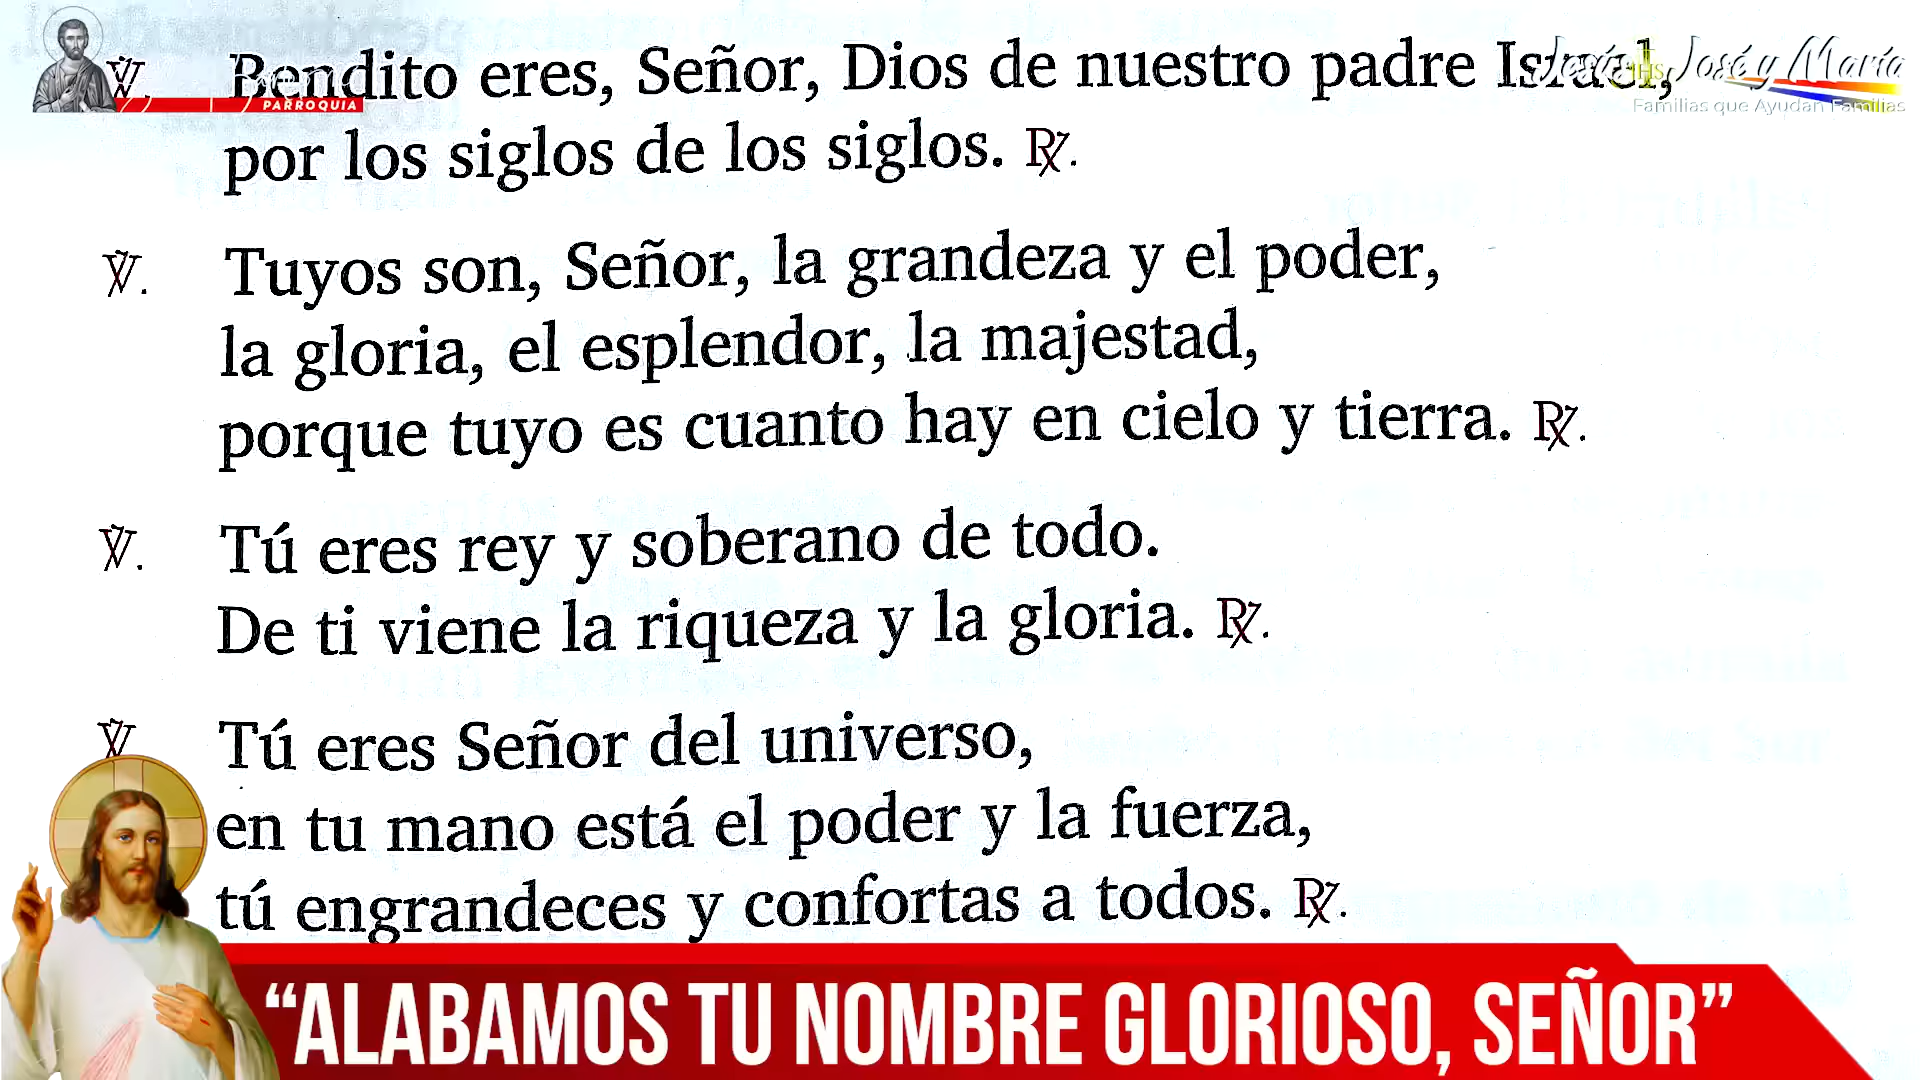 ℣. Bendito eres, Señor, Dios de nuestro padre Israel,
por los siglos de los siglos. ℟.
PARROQUIA
Jesús, José y María
Familias que Ayudan Familias
℣. Tuyos son, Señor, la grandeza y el poder,
la gloria, el esplendor, la majestad,
porque tuyo es cuanto hay en cielo y tierra. ℟.
℣. Tú eres rey y soberano de todo.
De ti viene la riqueza y la gloria. ℟.
℣ Tú eres Señor del universo,
en tu mano está el poder y la fuerza,
tú engrandeces y confortas a todos. ℟.
“ALABAMOS TU NOMBRE GLORIOSO, SEÑOR”